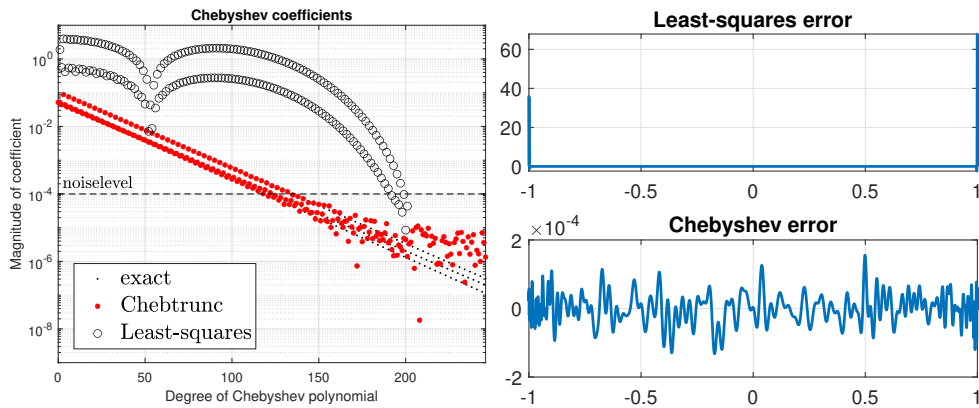 Chebyshev coefficients
Magnitude of coefficient
10^0
10^-2
10^-4
10^-6
10^-8
noiselevel
exact
Chebtrunc
Least-squares
0 50 100 150 200
Degree of Chebyshev polynomial
Least-squares error
60
40
20
0
-1 -0.5 0 0.5 1
Chebyshev error
×10^-4
2
0
-2
-1 -0.5 0 0.5 1